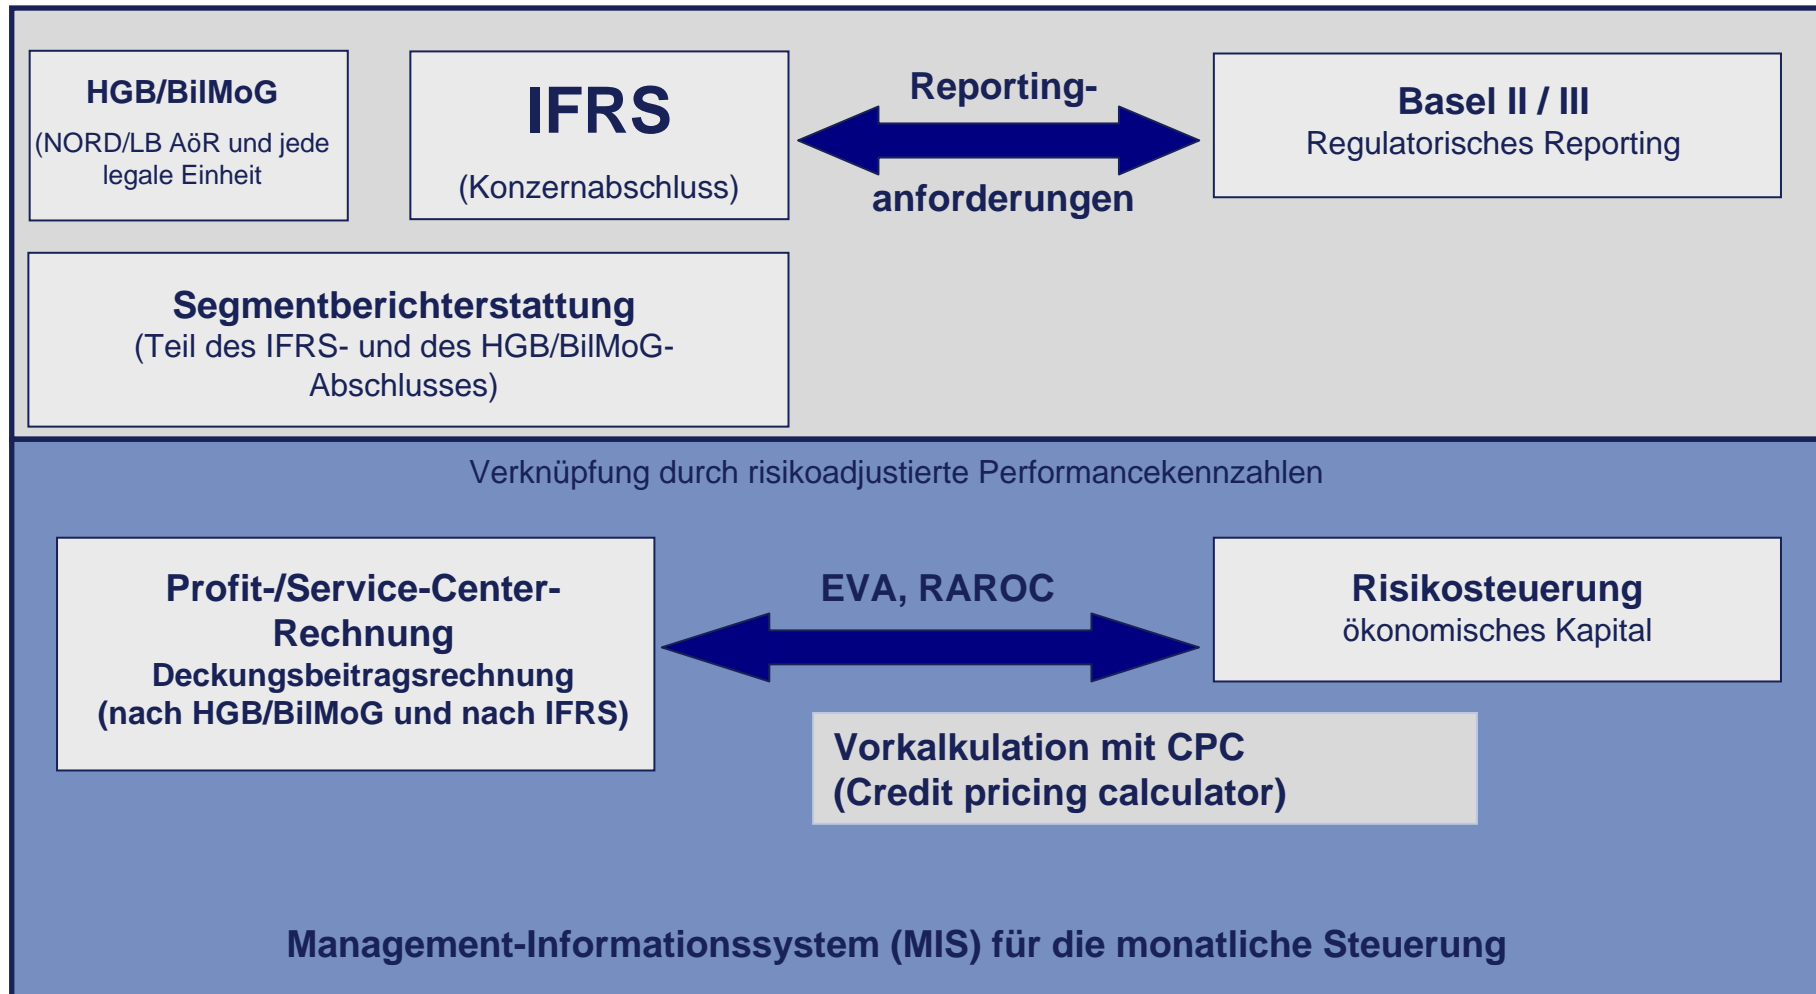 HGB/BilMoG
(NORD/LB AöR und jede
legale Einheit
IFRS
(Konzernabschluss)
Reporting-
anforderungen
Basel II / III
Regulatorisches Reporting
Segmentberichterstattung
(Teil des IFRS- und des HGB/BilMoG-
Abschlusses)
Verknüpfung durch risikoadjustierte Performancekennzahlen
Profit-/Service-Center-
Rechnung
Deckungsbeitragsrechnung
(nach HGB/BilMoG und nach IFRS)
EVA, RAROC
Risikosteuerung
ökonomisches Kapital
Vorkalkulation mit CPC
(Credit pricing calculator)
Management-Informationssystem (MIS) für die monatliche Steuerung